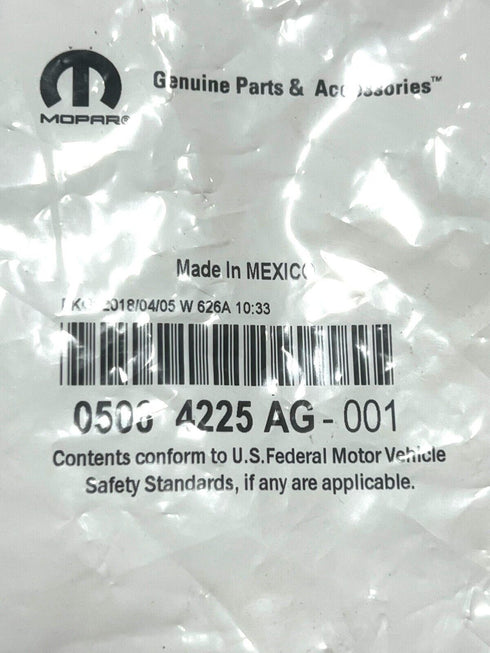 MOPAR®
Genuine Parts & Accessories™
Made In MEXICO
2018/04/05 W 626A 10:33
4225 AG - 001
Contents conform to U.S.Federal Motor Vehicle
Safety Standards, if any are applicable.